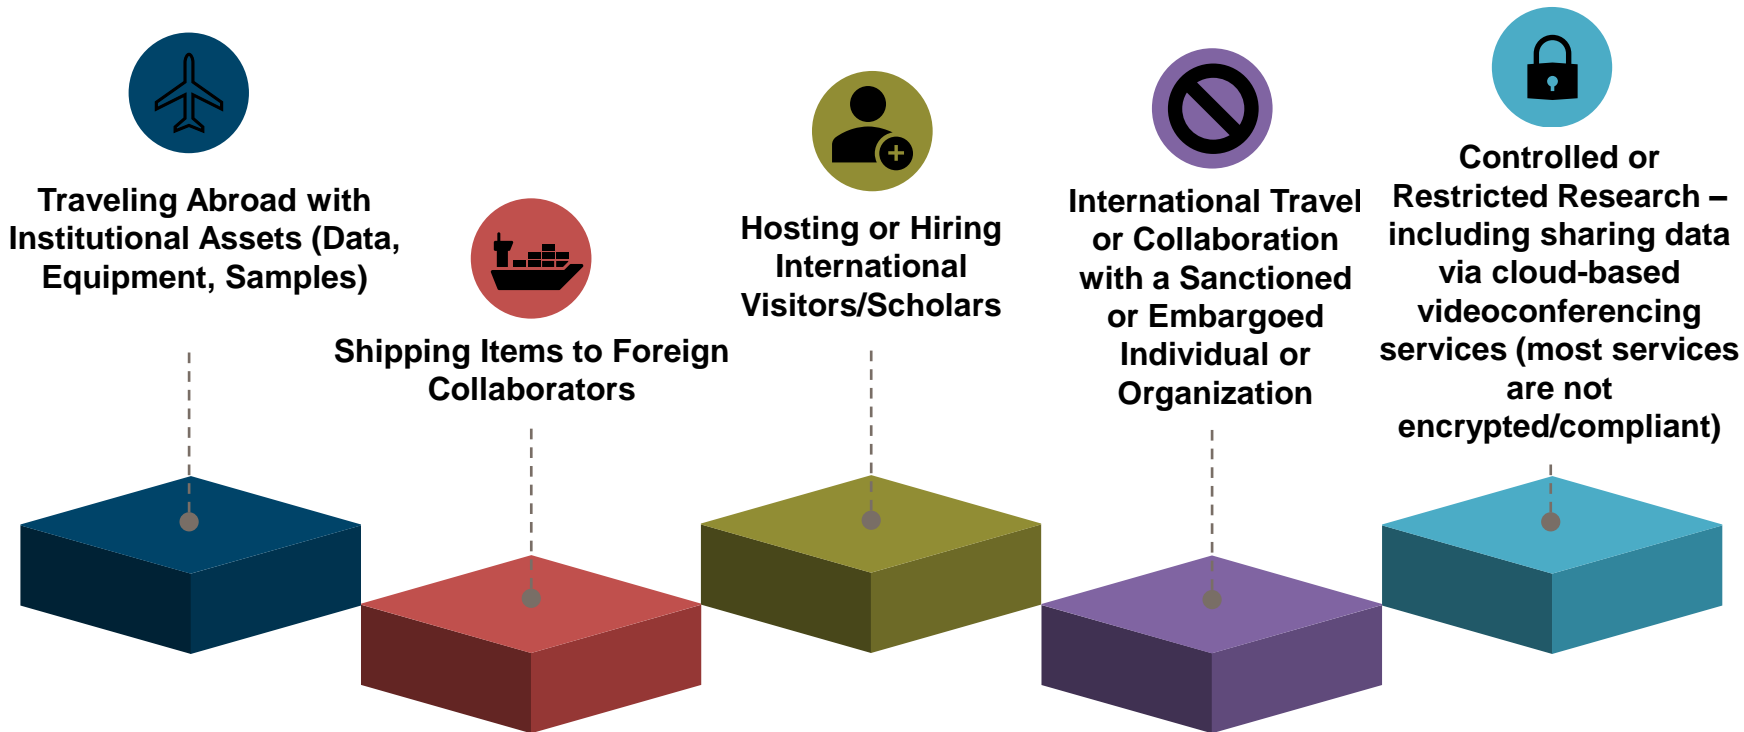 Traveling Abroad with
Institutional Assets (Data,
Equipment, Samples)
Shipping Items to Foreign
Collaborators
Hosting or Hiring
International
Visitors/Scholars
International Travel
or Collaboration
with a Sanctioned
or Embargoed
Individual or
Organization
Controlled or
Restricted Research –
including sharing data
via cloud-based
videoconferencing
services (most services
are not
encrypted/compliant)